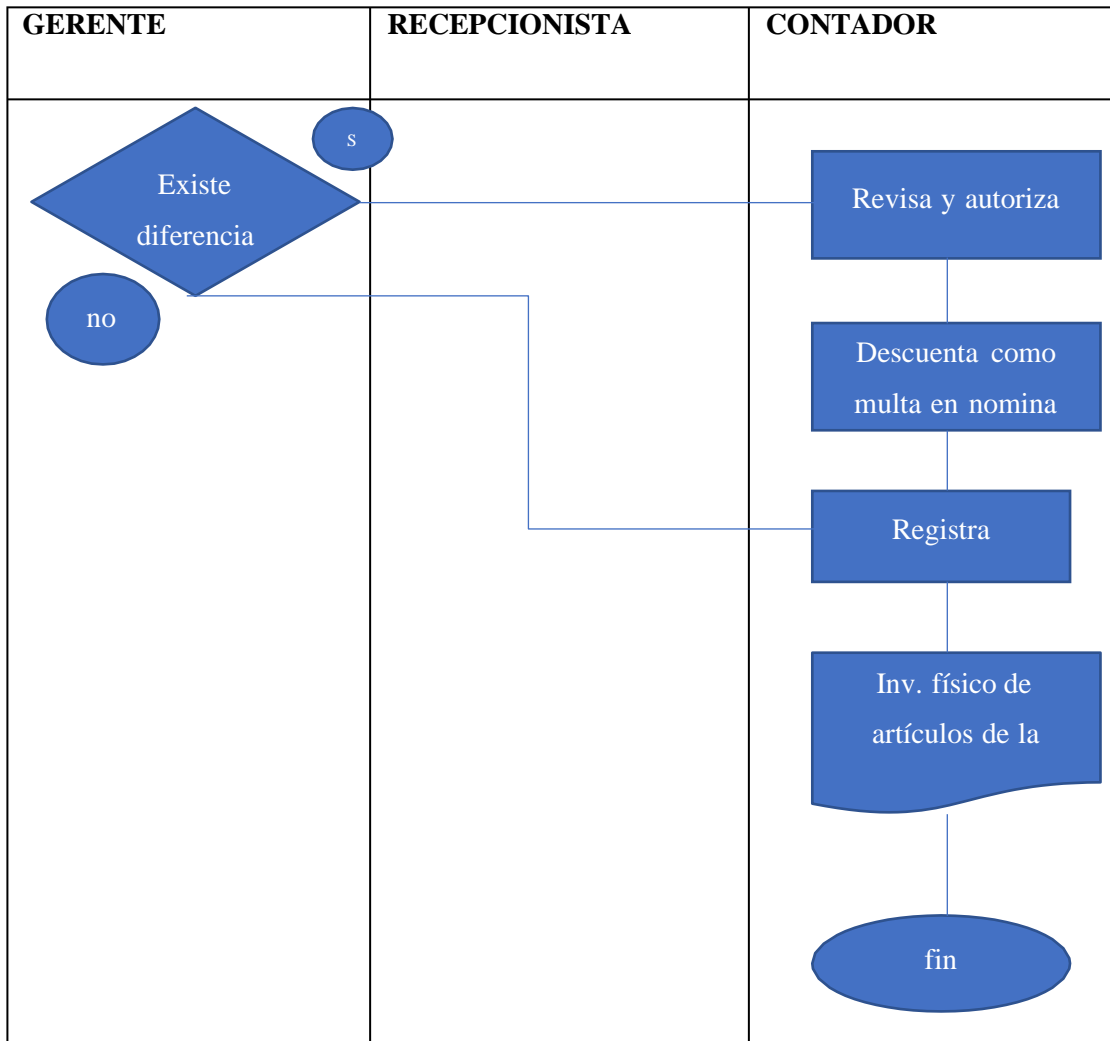 GERENTE
RECEPCIONISTA
CONTADOR
s
Existe
diferencia
no
Revisa y autoriza
Descuenta como
multa en nomina
Registra
Inv. físico de
artículos de la
fin